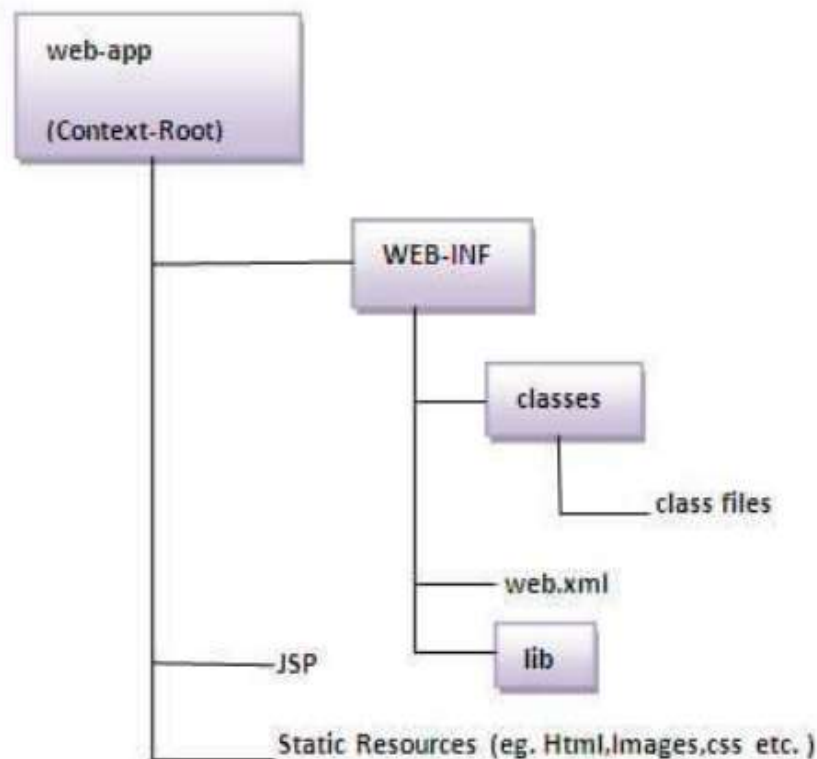 web-app
(Context-Root)
WEB-INF
classes
class files
web.xml
lib
JSP
Static Resources (eg. Html,Images,css etc. )